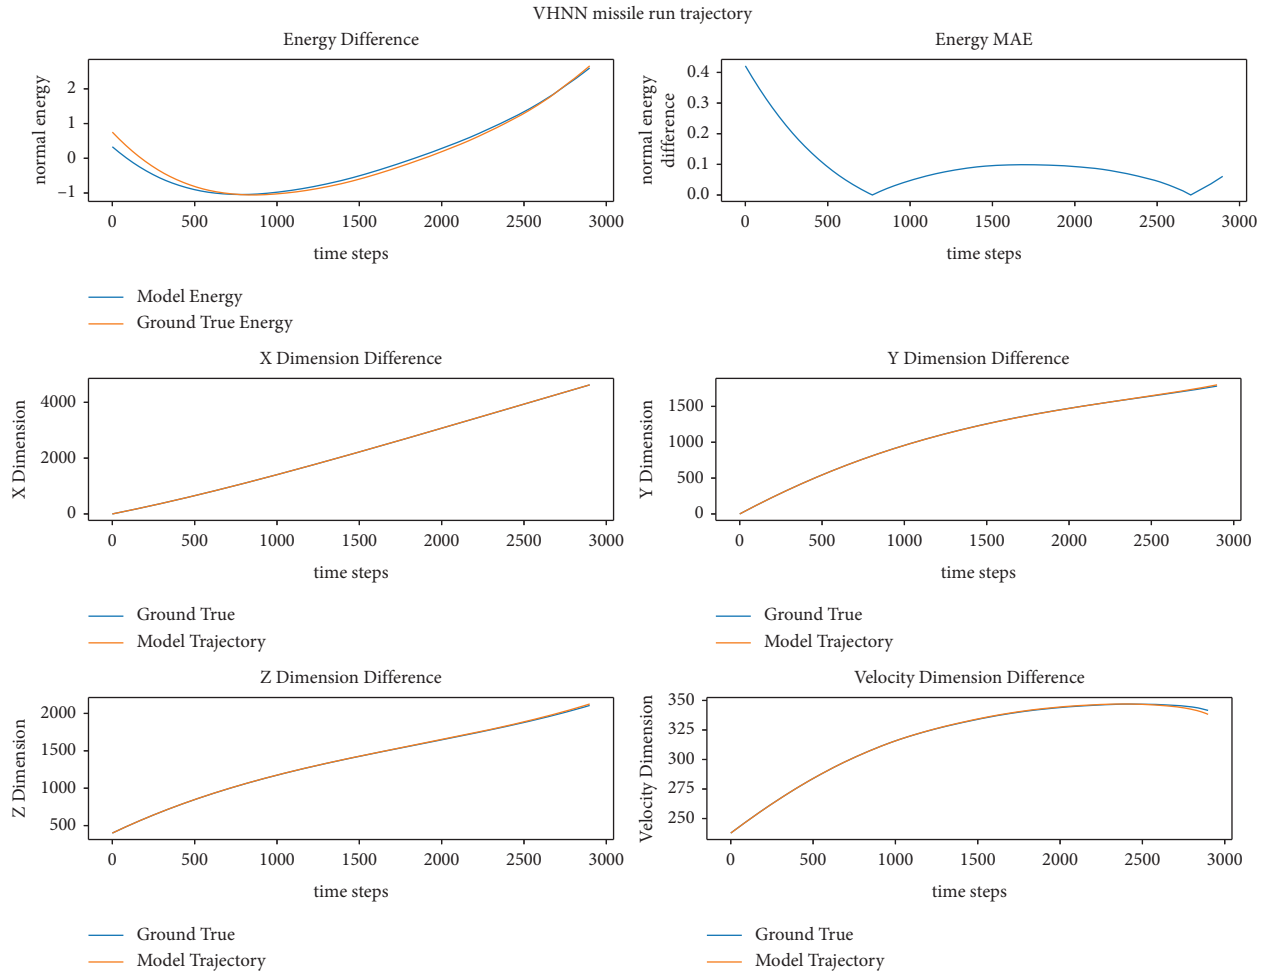 VHNN missile run trajectory
Energy Difference
normal energy
2
1
0
−1
0 500 1000 1500 2000 2500 3000
time steps
Model Energy
Ground True Energy
Energy MAE
normal energy
difference
0.4
0.3
0.2
0.1
0.0
0 500 1000 1500 2000 2500 3000
time steps
X Dimension Difference
X Dimension
4000
2000
0
0 500 1000 1500 2000 2500 3000
time steps
Ground True
Model Trajectory
Y Dimension Difference
Y Dimension
1500
1000
500
0
0 500 1000 1500 2000 2500 3000
time steps
Ground True
Model Trajectory
Z Dimension Difference
Z Dimension
2000
1500
1000
500
0 500 1000 1500 2000 2500 3000
time steps
Ground True
Model Trajectory
Velocity Dimension Difference
Velocity Dimension
350
325
300
275
250
0 500 1000 1500 2000 2500 3000
time steps
Ground True
Model Trajectory